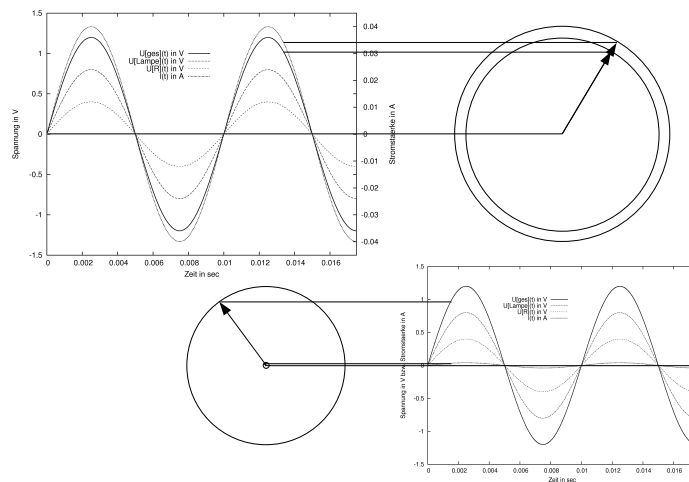 1.5
1
0.5
0
-0.5
-1
-1.5
Spannung in V
U[ges](t) in V
U[Lampe](t) in V
U[R](t) in V
I(t) in A
0.04
0.03
0.02
0.01
0
-0.01
-0.02
-0.03
-0.04
Stromstaerke in A
0 0.002 0.004 0.006 0.008 0.01 0.012 0.014 0.016
Zeit in sec
1.5
1
0.5
0
-0.5
-1
-1.5
Spannung in V bzw. Stromstaerke in A
U[ges](t) in V
U[Lampe](t) in V
U[R](t) in V
I(t) in A
0 0.002 0.004 0.006 0.008 0.01 0.012 0.014 0.016
Zeit in sec